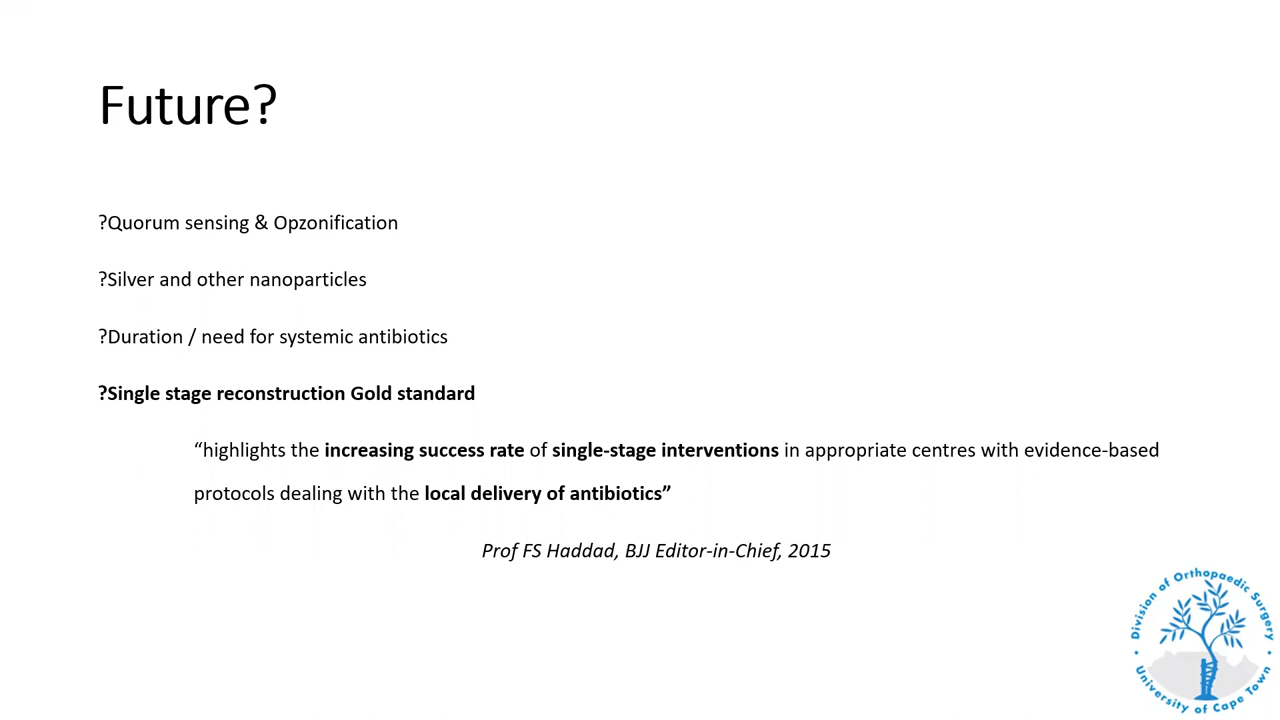 Future?
?Quorum sensing & Opzonification
?Silver and other nanoparticles
?Duration / need for systemic antibiotics
?Single stage reconstruction Gold standard
“highlights the increasing success rate of single-stage interventions in appropriate centres with evidence-based
protocols dealing with the local delivery of antibiotics”
Prof FS Haddad, BJJ Editor-in-Chief, 2015
Division of Orthopaedic Surgery
University of Cape Town